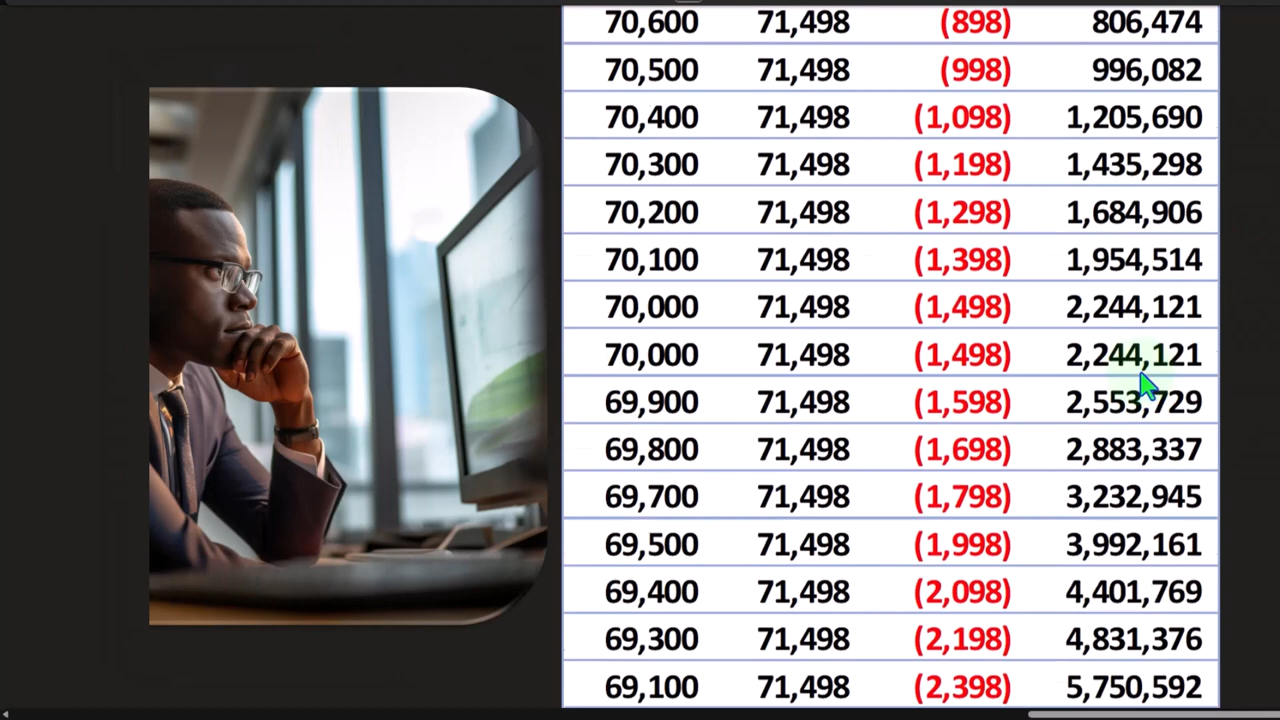 70,600 71,498 (898) 806,474
70,500 71,498 (998) 996,082
70,400 71,498 (1,098) 1,205,690
70,300 71,498 (1,198) 1,435,298
70,200 71,498 (1,298) 1,684,906
70,100 71,498 (1,398) 1,954,514
70,000 71,498 (1,498) 2,244,121
70,000 71,498 (1,498) 2,244,121
69,900 71,498 (1,598) 2,553,729
69,800 71,498 (1,698) 2,883,337
69,700 71,498 (1,798) 3,232,945
69,500 71,498 (1,998) 3,992,161
69,400 71,498 (2,098) 4,401,769
69,300 71,498 (2,198) 4,831,376
69,100 71,498 (2,398) 5,750,592